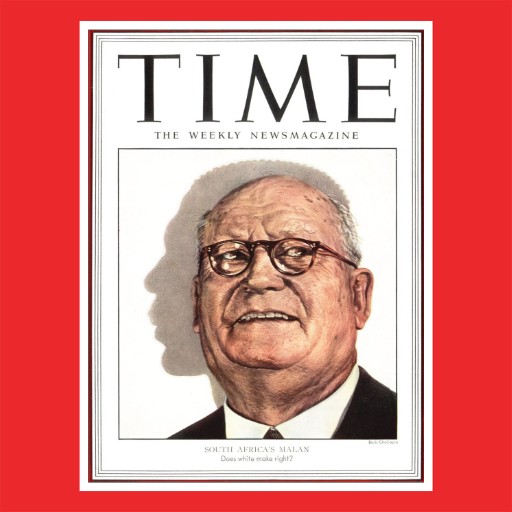 TIME
THE WEEKLY NEWSMAGAZINE
SOUTH AFRICA'S MALAN
Does white make right?